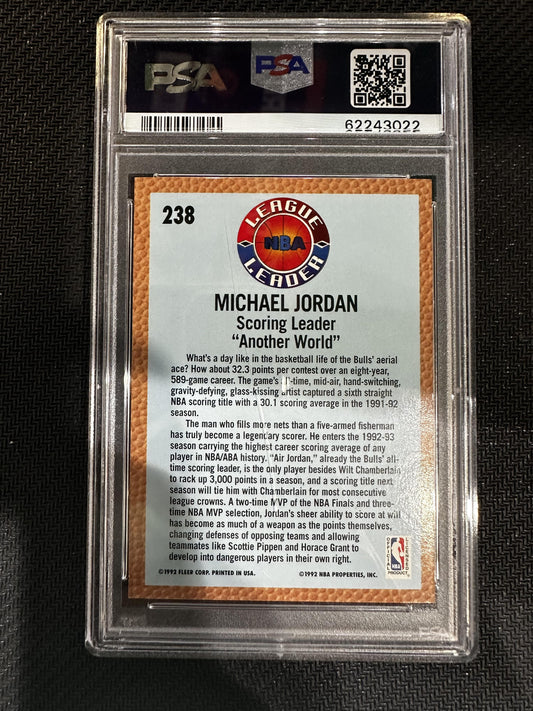 PSA
PSA
62243022
238
LEAGUE
NBA
LEADER
MICHAEL JORDAN
Scoring Leader
“Another World”
What's a day like in the basketball life of the Bulls' aerial
ace? How about 32.3 points per contest over an eight-year,
589-game career. The game's all-time, mid-air, hand-switching,
gravity-defying, glass-kissing artist captured a sixth straight
NBA scoring title with a 30.1 scoring average in the 1991-92
season.
The man who fills more nets than a five-armed fisherman
has truly become a legendary scorer. He enters the 1992-93
season carrying the highest career scoring average of any
player in NBA/ABA history. "Air Jordan," already the Bulls' all-
time scoring leader, is the only player besides Wilt Chamberlain
to rack up 3,000 points in a season, and a scoring title next
season will tie him with Chamberlain for most consecutive
league crowns. A two-time MVP of the NBA Finals and three-
time NBA MVP selection, Jordan's sheer ability to score at will
has become as much of a weapon as the points themselves,
changing defenses of opposing teams and allowing
teammates like Scottie Pippen and Horace Grant to
develop into dangerous players in their own right.
NBA
PRODUCT
©1992 FLEER CORP. PRINTED IN USA.
©1992 NBA PROPERTIES, INC.